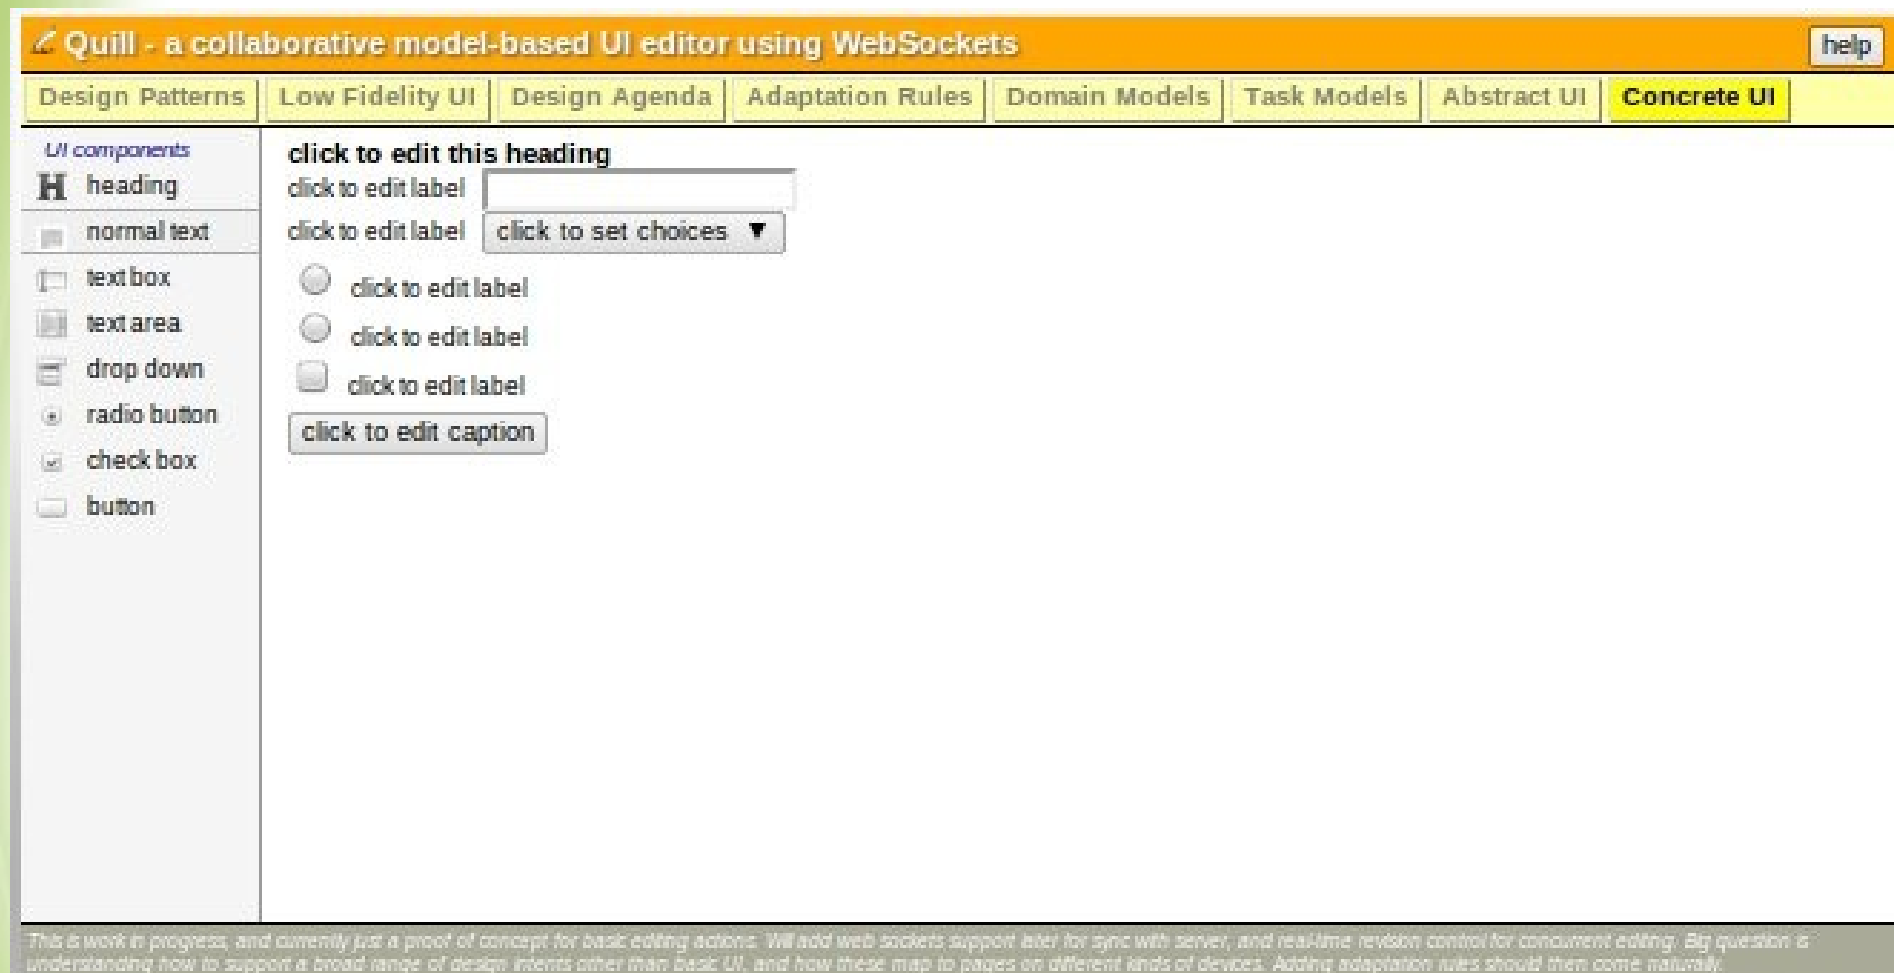 Quill - a collaborative model-based UI editor using WebSockets
help
Design Patterns Low Fidelity UI Design Agenda Adaptation Rules Domain Models Task Models Abstract UI Concrete UI
UI components
heading
normal text
text box
text area
drop down
radio button
check box
button
click to edit this heading
click to edit label
click to edit label click to set choices ▼
click to edit label
click to edit label
click to edit label
click to edit caption
This is work in progress, and currently just a proof of concept for basic editing actions. Will add web sockets support later for sync with server, and real-time revision control for concurrent editing. Big question is
understanding how to support a broad range of design intents other than basic UI, and how these map to pages on different kinds of devices. Adding adaptation rules should then come naturally.